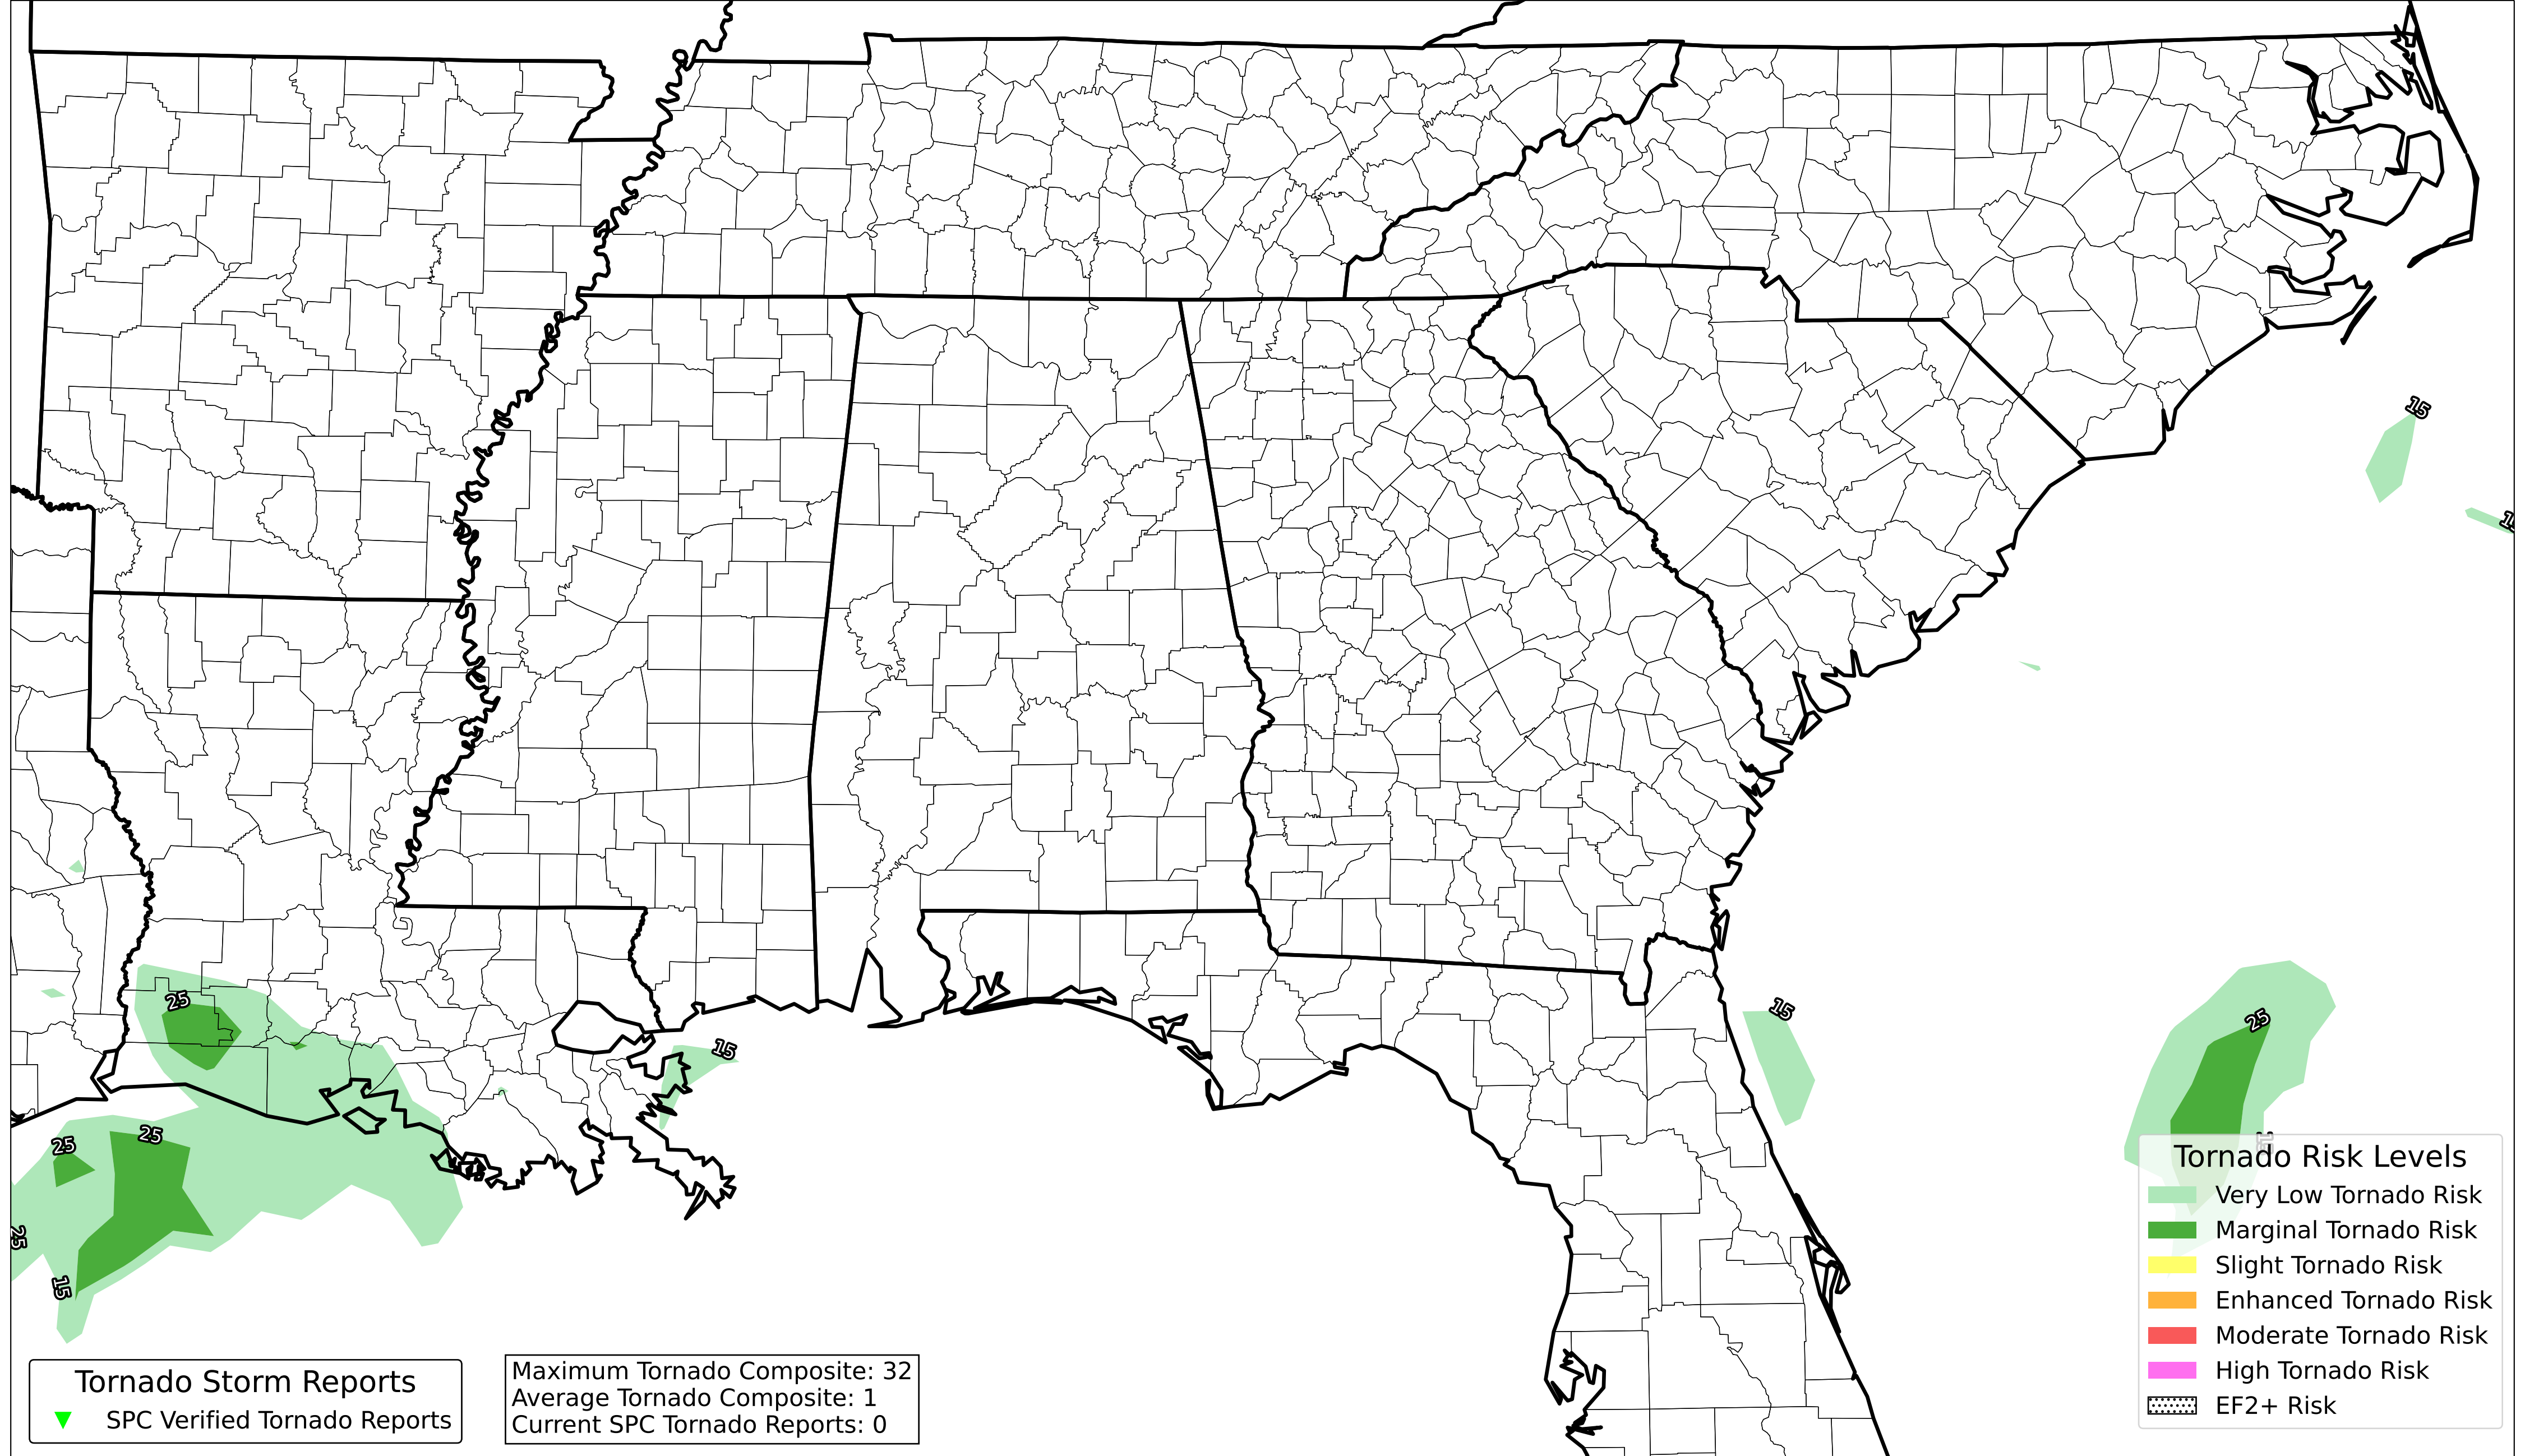 15
15
25
15
25
15
25
25
25
15
Tornado Risk Levels
Very Low Tornado Risk
Marginal Tornado Risk
Slight Tornado Risk
Enhanced Tornado Risk
Moderate Tornado Risk
High Tornado Risk
EF2+ Risk
Tornado Storm Reports
SPC Verified Tornado Reports
Maximum Tornado Composite: 32
Average Tornado Composite: 1
Current SPC Tornado Reports: 0